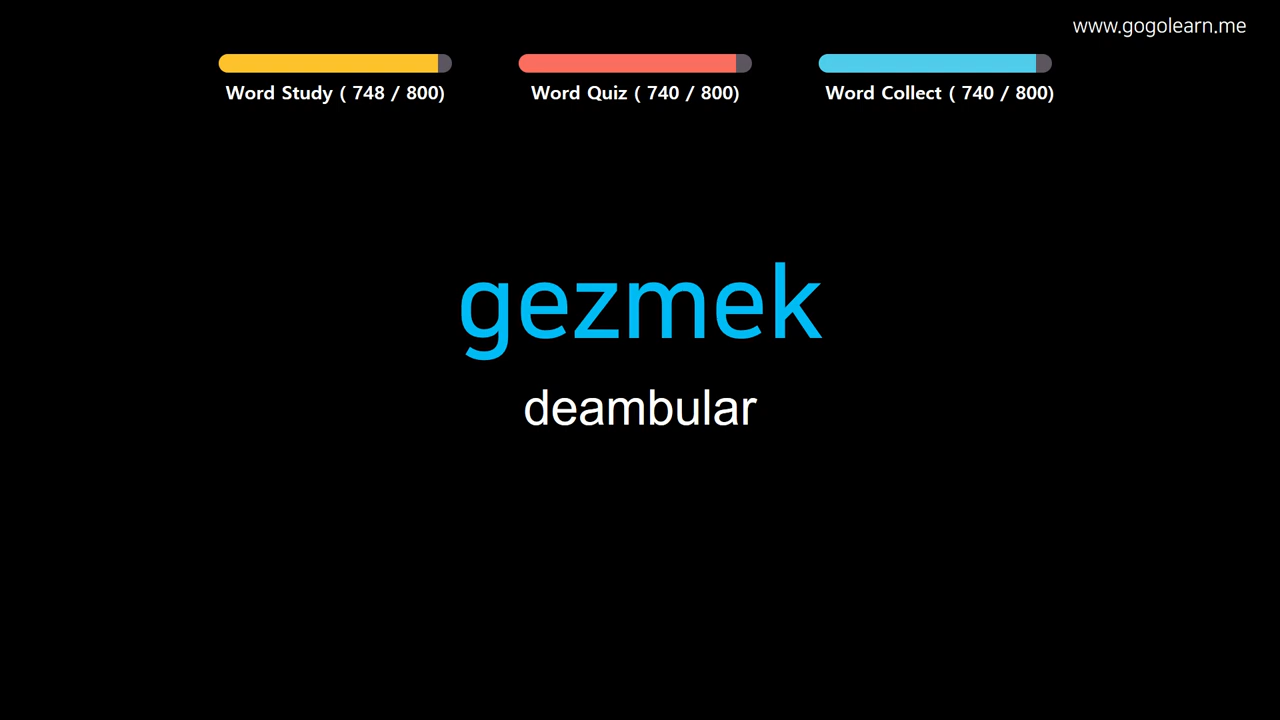 www.gogolearn.me
Word Study ( 748 / 800)
Word Quiz ( 740 / 800)
Word Collect ( 740 / 800)
gezmek
deambular